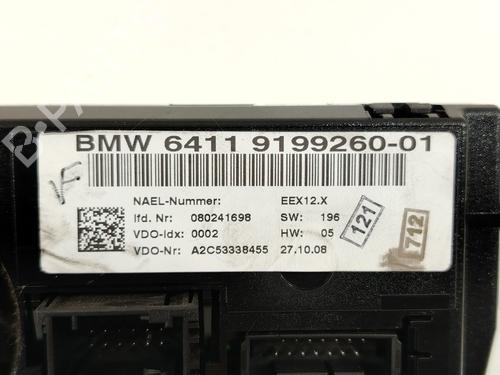 BMW 6411 9199260-01
VF
NAEL-Nummer: EEX12.X
lfd. Nr: 080241698 SW: 196
VDO-Idx: 0002 HW: 05
VDO-Nr: A2C53338455 27.10.08
121
712